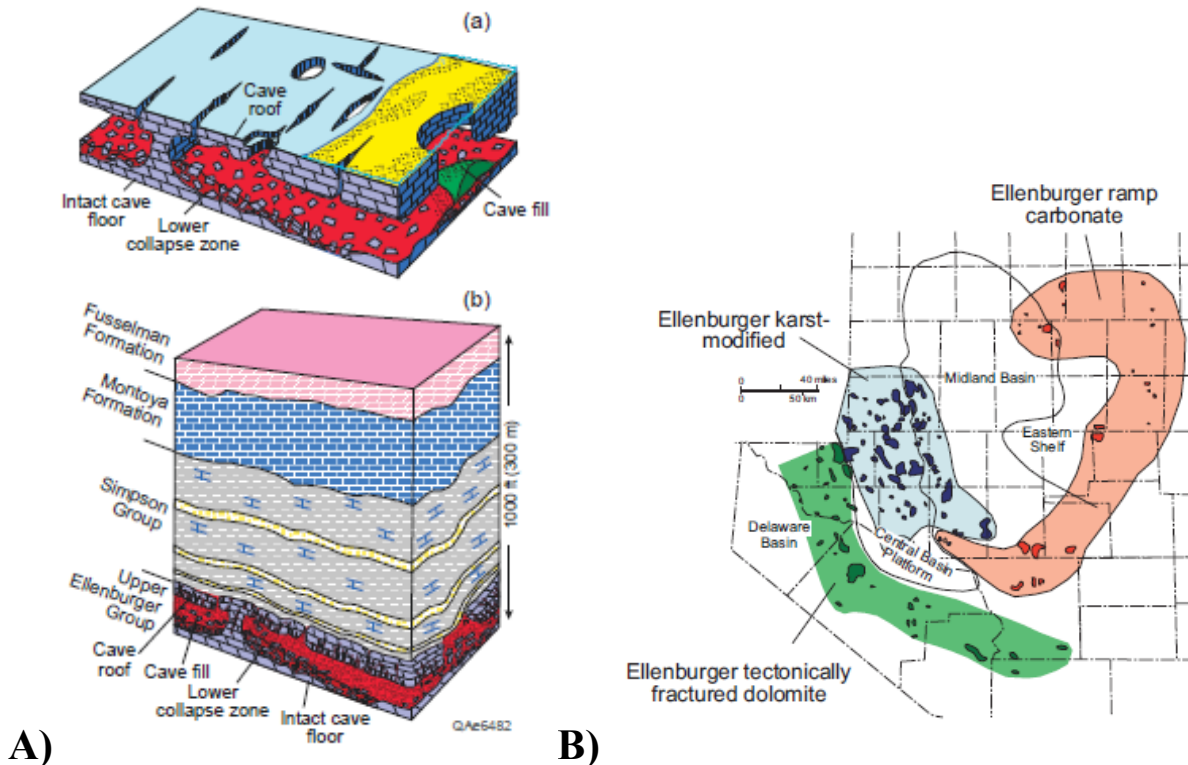 (a)
Cave
roof
Intact cave
floor
Lower
collapse zone
Cave fill
(b)
Fusselman
Formation
Montoya
Formation
Simpson
Group
Upper
Ellenburger
Group
1000 ft (300 m)
Cave
roof
Cave fill
Lower
collapse zone
Intact cave
floor
QAe6482
A)
Ellenburger ramp
carbonate
Ellenburger karst-
modified
0 40 miles
0 50 km
Midland Basin
Eastern
Shelf
Delaware
Basin
Central Basin
Platform
Ellenburger tectonically
fractured dolomite
B)